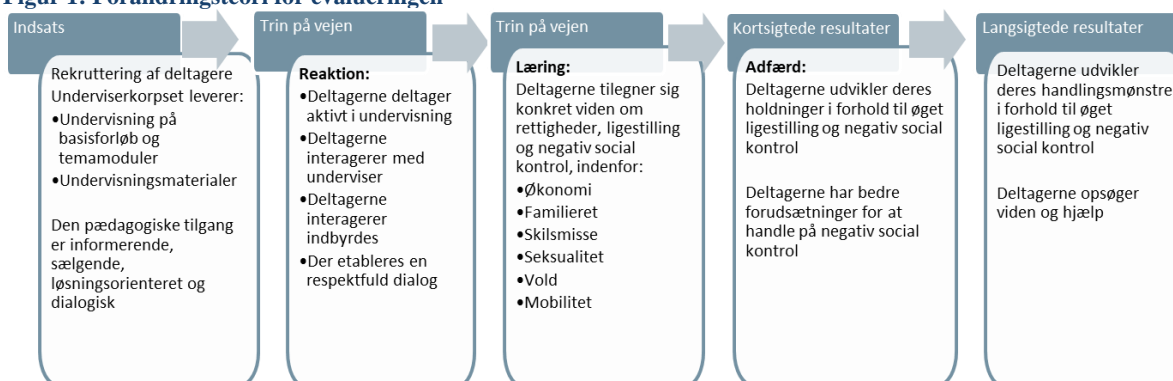 Figur 1: Forandringsteori for evalueringen
Indsats
Rekruttering af deltagere
Underviserkorpset leverer:
•Undervisning på
basisforløb og
temamoduler
•Undervisningsmaterialer
Den pædagogiske tilgang
er informerende,
sælgende,
løsningsorienteret og
dialogisk
Trin på vejen
Reaktion:
•Deltagerne deltager
aktivt i undervisning
•Deltagerne
interagerer med
underviser
•Deltagerne
interagerer
indbyrdes
•Der etableres en
respektfuld dialog
Trin på vejen
Læring:
Deltagerne tilegner sig
konkret viden om
rettigheder, ligestilling
og negativ social
kontrol, indenfor:
•Økonomi
•Familieret
•Skilsmisse
•Seksualitet
•Vold
•Mobilitet
Kortsigtede resultater
Adfærd:
Deltagerne udvikler deres
holdninger i forhold til øget
ligestilling og negativ social
kontrol
Deltagerne har bedre
forudsætninger for at
handle på negativ social
kontrol
Langsigtede resultater
Deltagerne udvikler
deres handlingsmønstre
i forhold til øget
ligestilling og negativ
social kontrol
Deltagerne opsøger
viden og hjælp